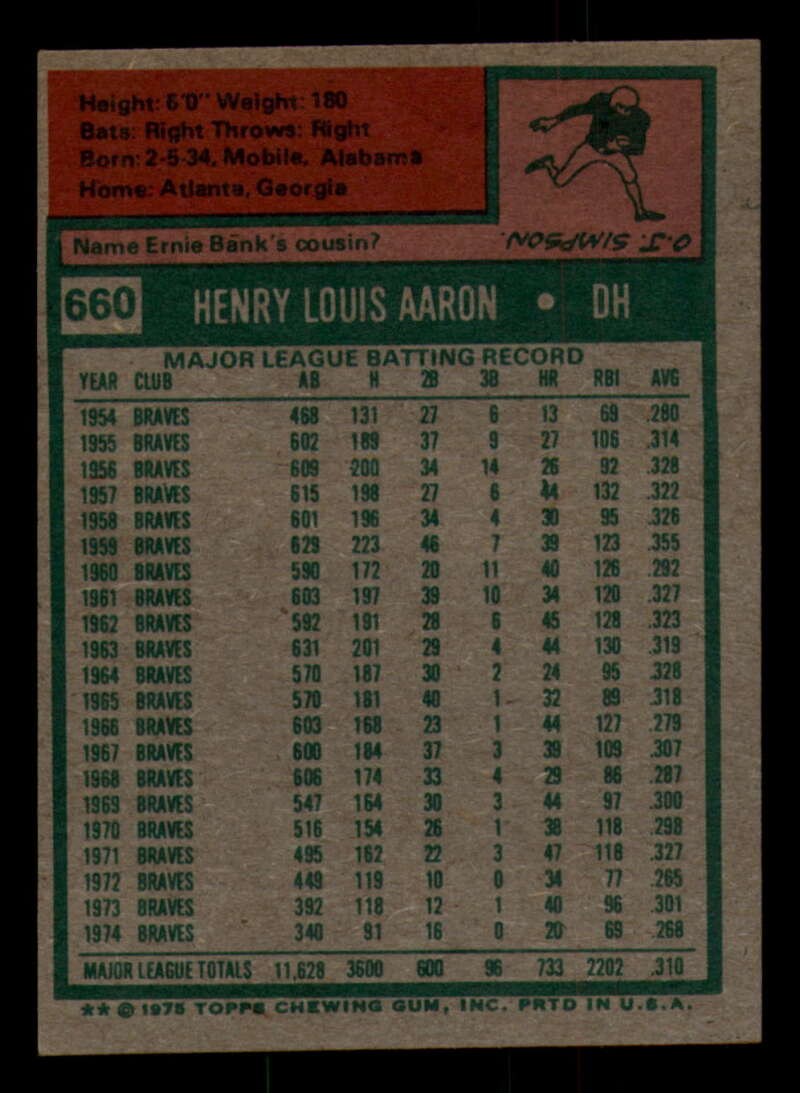 Height: 6'0" Weight: 180
Bats: Right Throws: Right
Born: 2-5-34, Mobile, Alabama
Home: Atlanta, Georgia
Name Ernie Bank's cousin?
O.J. SIMPSON.
660 HENRY LOUIS AARON • DH
MAJOR LEAGUE BATTING RECORD
YEAR CLUB AB H 2B 3B HR RBI AVG
1954 BRAVES 468 131 27 6 13 69 .280
1955 BRAVES 602 189 37 9 27 106 .314
1956 BRAVES 609 200 34 14 26 92 .328
1957 BRAVES 615 198 27 6 44 132 .322
1958 BRAVES 601 196 34 4 30 95 .326
1959 BRAVES 629 223 46 7 39 123 .355
1960 BRAVES 590 172 20 11 40 126 .292
1961 BRAVES 603 197 39 10 34 120 .327
1962 BRAVES 592 191 28 6 45 128 .323
1963 BRAVES 631 201 29 4 44 130 .319
1964 BRAVES 570 187 30 2 24 95 .328
1965 BRAVES 570 181 40 1 32 89 .318
1966 BRAVES 603 168 23 1 44 127 .279
1967 BRAVES 600 184 37 3 39 109 .307
1968 BRAVES 606 174 33 4 29 86 .287
1969 BRAVES 547 164 30 3 44 97 .300
1970 BRAVES 516 154 26 1 38 118 .298
1971 BRAVES 495 162 22 3 47 118 .327
1972 BRAVES 449 119 10 0 34 77 .265
1973 BRAVES 392 118 12 1 40 96 .301
1974 BRAVES 340 91 16 0 20 69 .268
MAJOR LEAGUE TOTALS 11,628 3600 600 96 733 2202 .310
** © 1975 TOPPS CHEWING GUM, INC. PRTD IN U.S.A.